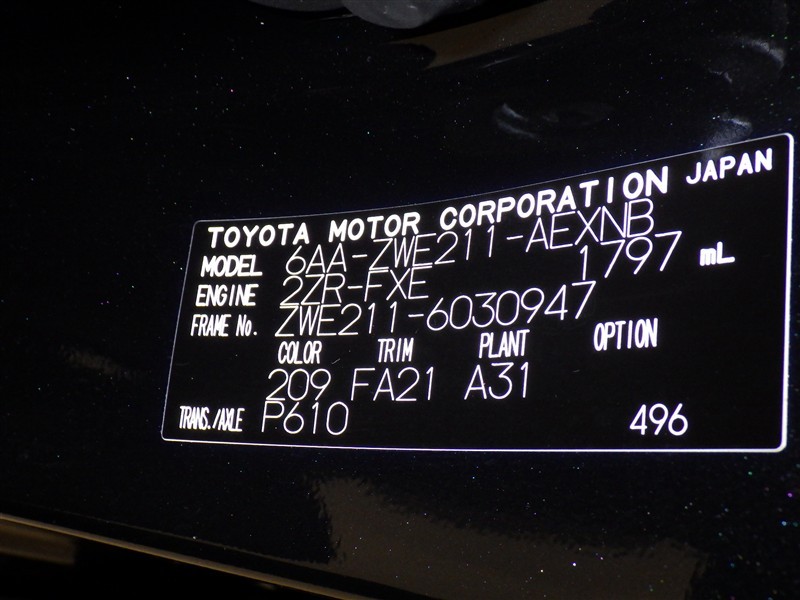 TOYOTA MOTOR CORPORATION JAPAN
MODEL 6AA-ZWE211-AEXNB
ENGINE 2ZR-FXE 1797 mL
FRAME No. ZWE211-6030947
COLOR TRIM PLANT OPTION
209 FA21 A31
TRANS./AXLE P610 496